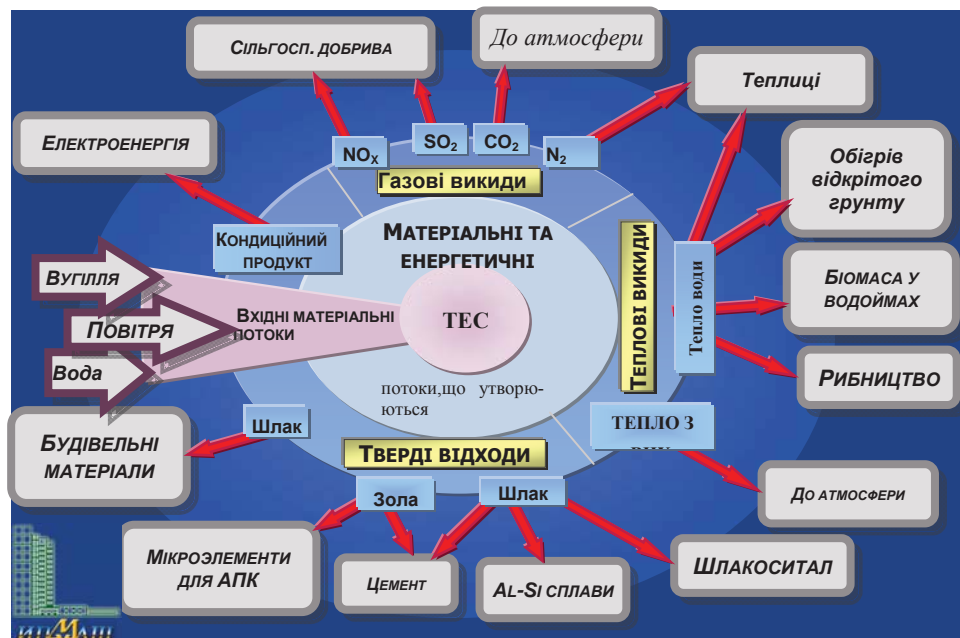 Сільгосп. добрива
До атмосфери
Теплиці
Електроенергія
NOX
SO2
CO2
N2
Газові викиди
Обігрів
відкрітого
грунту
Кондиційний
продукт
Матеріальні та
енергетичні
Теплові викиди
Тепло води
Вугілля
Повітря
Вода
Вхідні матеріальні
потоки
ТЕС
Біомаса у
водоймах
Рибництво
потоки,що утворю-
ються
Будівельні
матеріали
Шлак
Тверді відходи
ТЕПЛО З
Зола
Шлак
До атмосфери
Мікроэлементи
для АПК
Цемент
Al-Si сплави
Шлакоситал